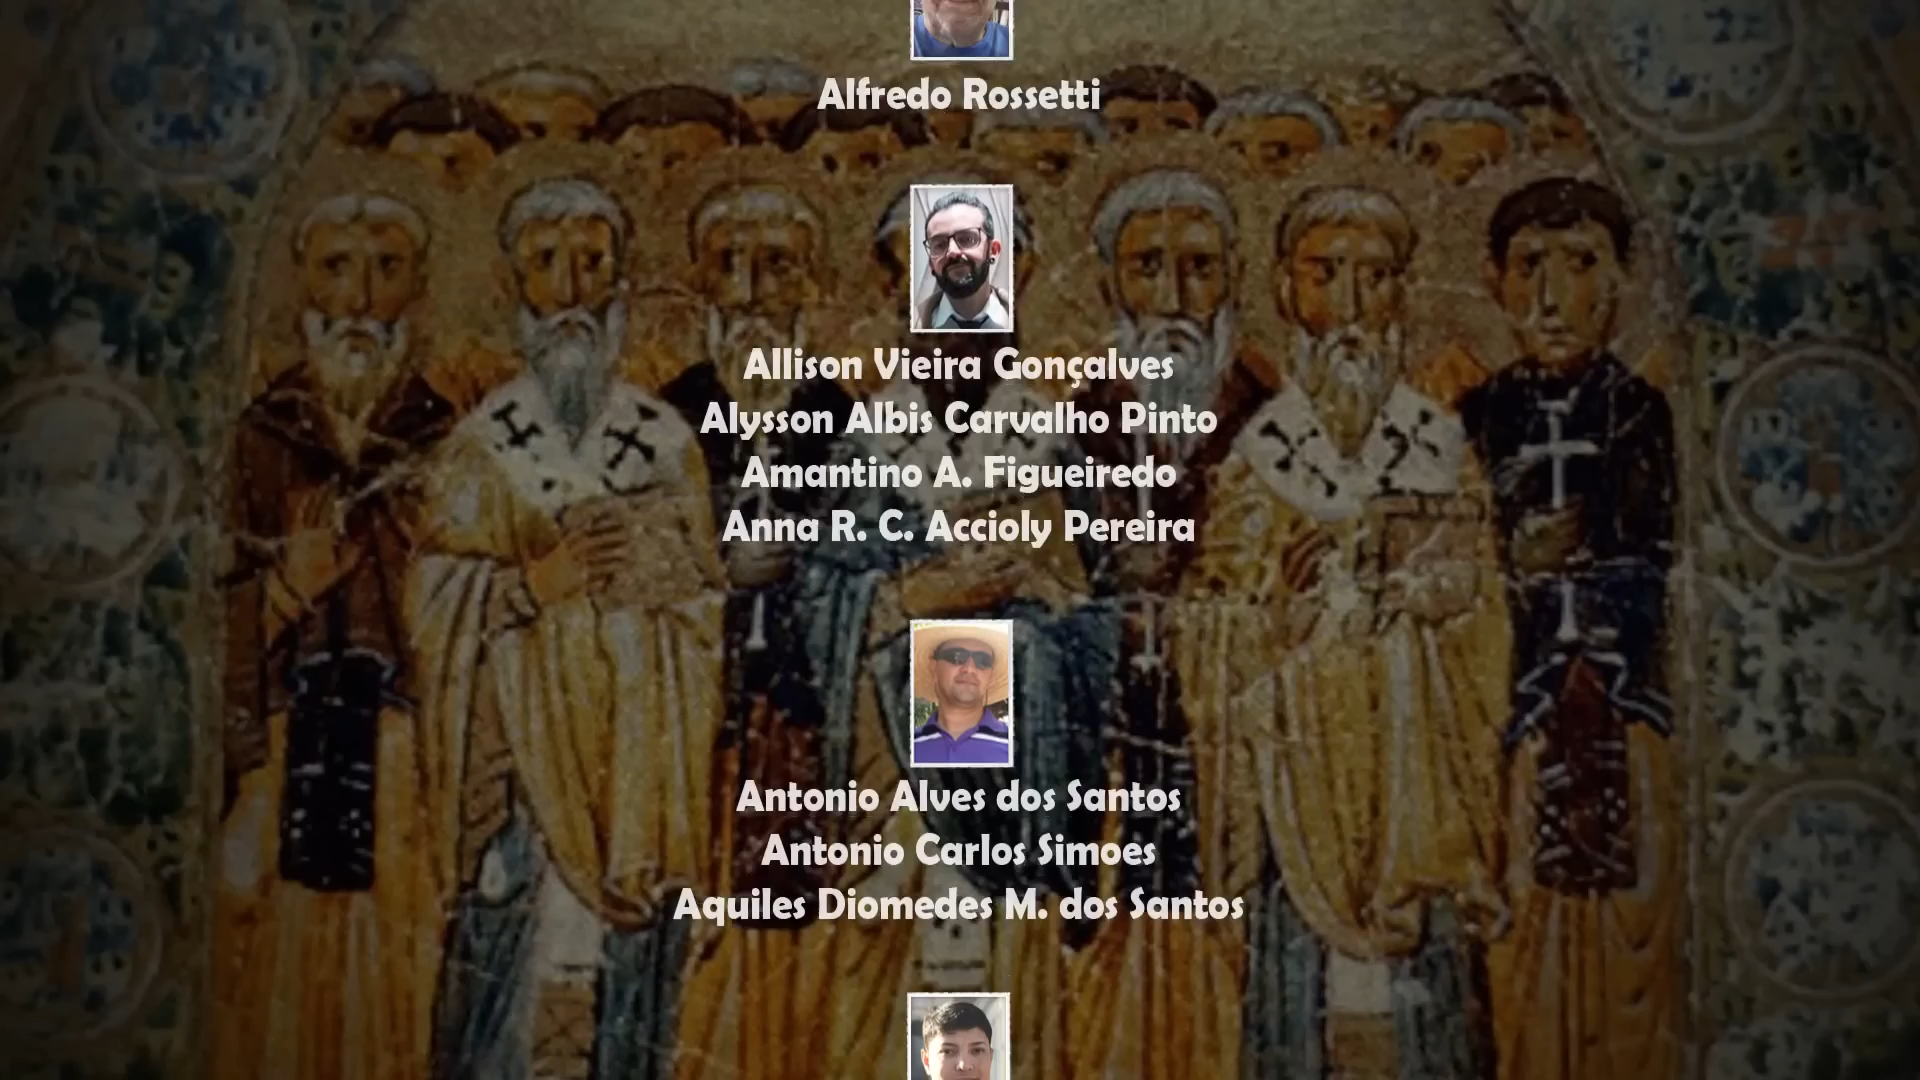 Alfredo Rossetti
Allison Vieira Gonçalves
Alysson Albis Carvalho Pinto
Amantino A. Figueiredo
Anna R. C. Accioly Pereira
Antonio Alves dos Santos
Antonio Carlos Simoes
Aquiles Diomedes M. dos Santos